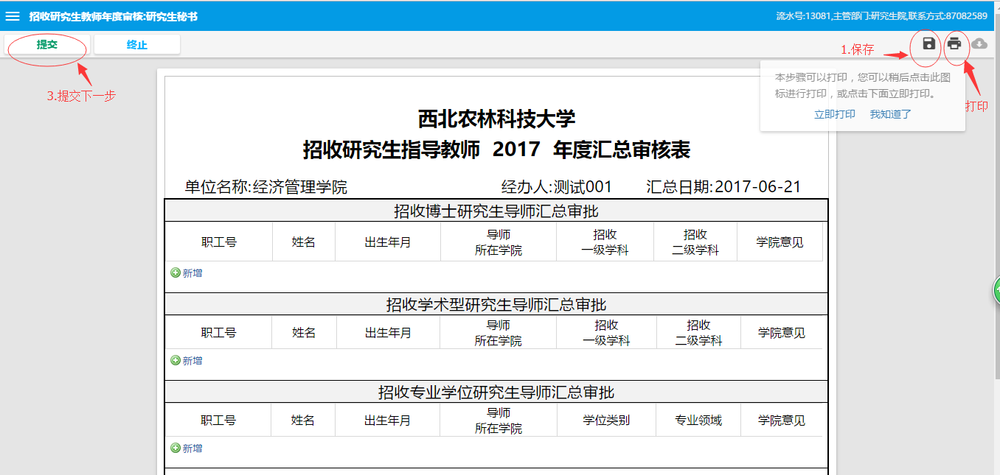 招收研究生教师年度审核:研究生秘书
流水号:13081,主管部门:研究生院,联系方式:87082589
提交
终止
1.保存
3.提交下一步
打印
本步骤可以打印，您可以稍后点击此图
标进行打印，或点击下面立即打印。
立即打印 我知道了
西北农林科技大学
招收研究生指导教师 2017 年度汇总审核表
单位名称:经济管理学院 经办人:测试001 汇总日期:2017-06-21
招收博士研究生导师汇总审批
职工号 姓名 出生年月 导师 所在学院 招收 一级学科 招收 二级学科 学院意见
新增
招收学术型研究生导师汇总审批
职工号 姓名 出生年月 导师 所在学院 招收 一级学科 招收 二级学科 学院意见
新增
招收专业学位研究生导师汇总审批
职工号 姓名 出生年月 导师 所在学院 学位类别 专业领域 学院意见
新增